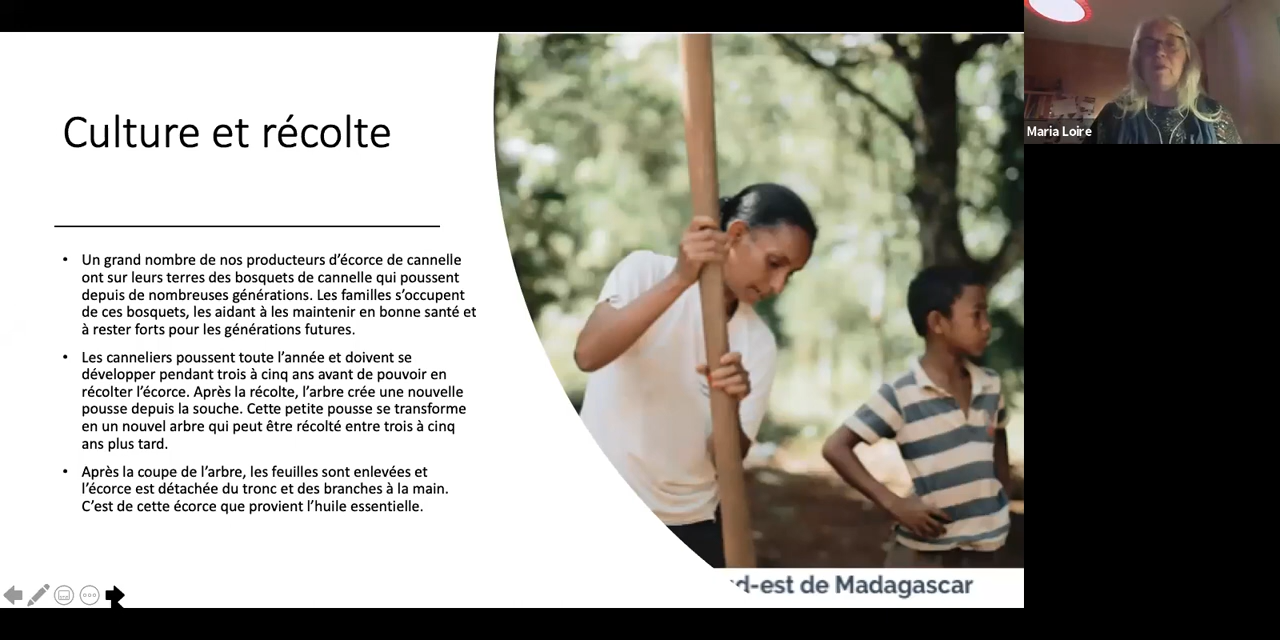 Culture et récolte
• Un grand nombre de nos producteurs d’écorce de cannelle
ont sur leurs terres des bosquets de cannelle qui poussent
depuis de nombreuses générations. Les familles s’occupent
de ces bosquets, les aidant à les maintenir en bonne santé et
à rester forts pour les générations futures.
• Les canneliers poussent toute l’année et doivent se
développer pendant trois à cinq ans avant de pouvoir en
récolter l’écorce. Après la récolte, l’arbre crée une nouvelle
pousse depuis la souche. Cette petite pousse se transforme
en un nouvel arbre qui peut être récolté entre trois à cinq
ans plus tard.
• Après la coupe de l’arbre, les feuilles sont enlevées et
l’écorce est détachée du tronc et des branches à la main.
C’est de cette écorce que provient l’huile essentielle.
d-est de Madagascar
Maria Loire